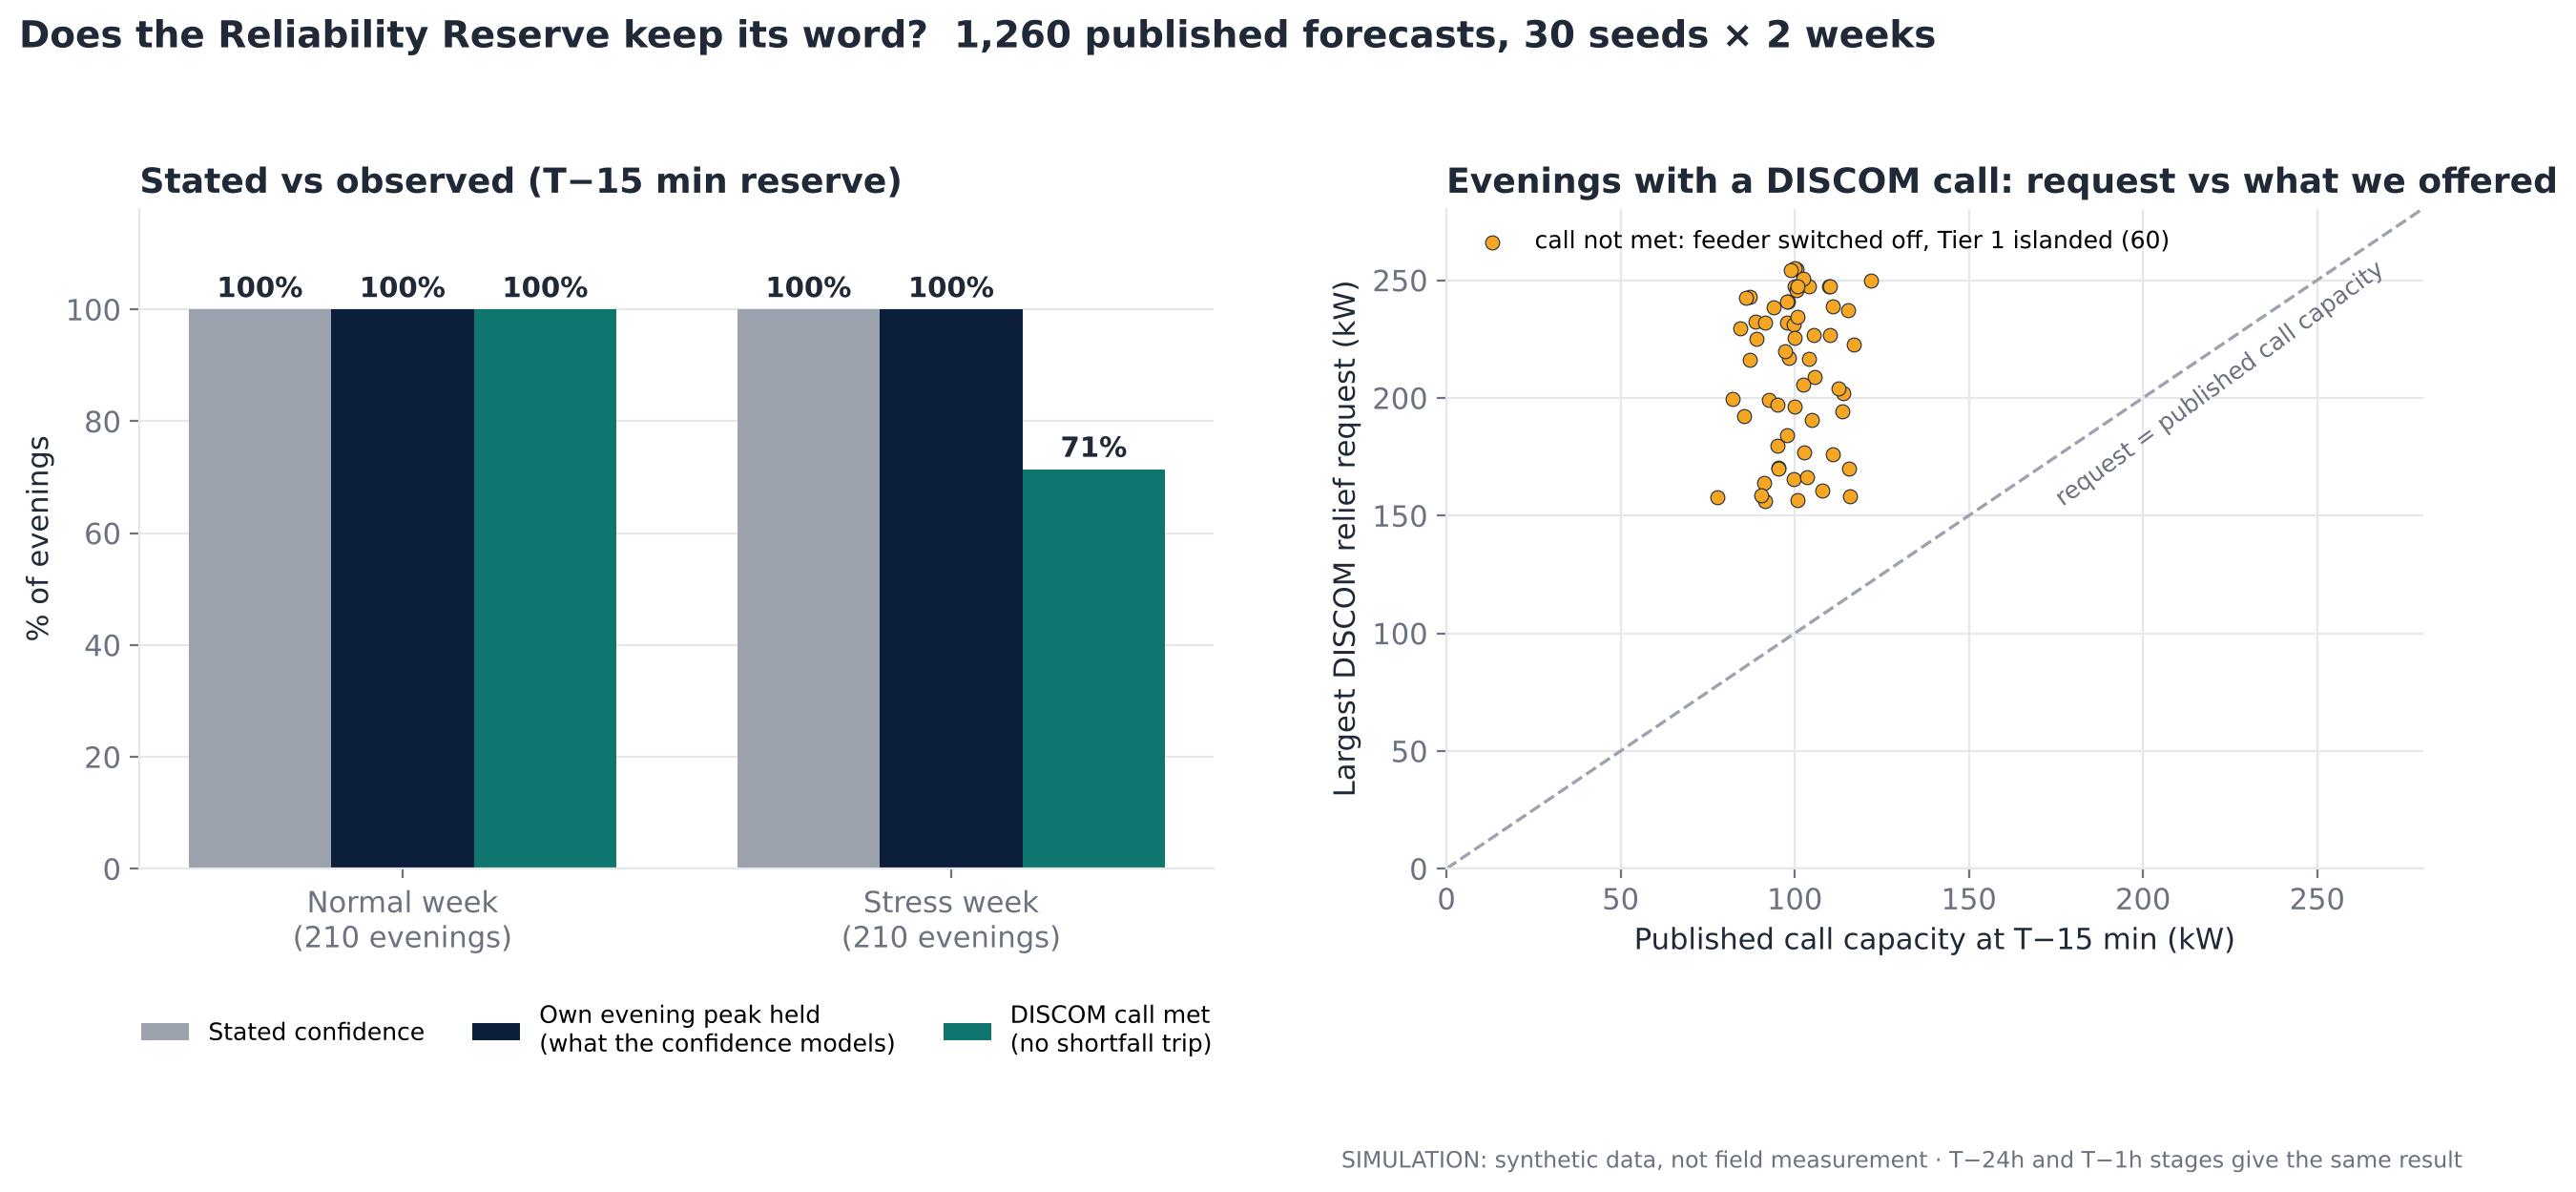 Does the Reliability Reserve keep its word?  1,260 published forecasts, 30 seeds × 2 weeks
Stated vs observed (T−15 min reserve)
% of evenings
100
80
60
40
20
0
100%
100%
100%
100%
100%
71%
Normal week
(210 evenings)
Stress week
(210 evenings)
Stated confidence
Own evening peak held
(what the confidence models)
DISCOM call met
(no shortfall trip)
Evenings with a DISCOM call: request vs what we offered
call not met: feeder switched off, Tier 1 islanded (60)
request = published call capacity
Largest DISCOM relief request (kW)
250
200
150
100
50
0
0
50
100
150
200
250
Published call capacity at T−15 min (kW)
SIMULATION: synthetic data, not field measurement · T−24h and T−1h stages give the same result